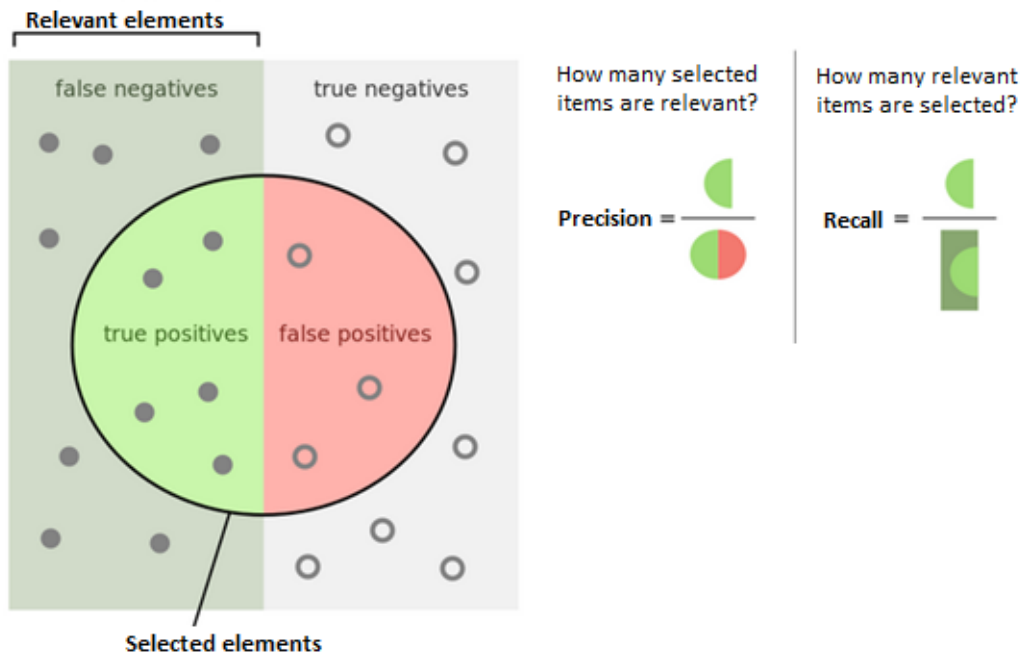 Relevant elements
false negatives
true negatives
true positives
false positives
Selected elements
How many selected
items are relevant?
Precision =
How many relevant
items are selected?
Recall =